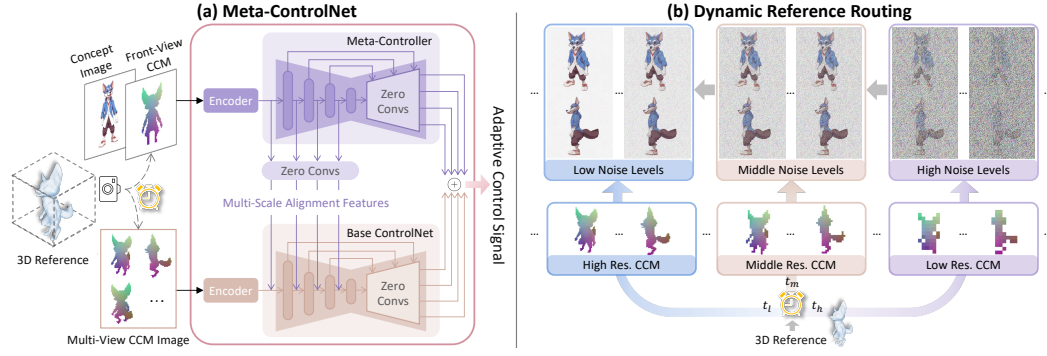 (a) Meta-ControlNet
Concept
Image
Front-View
CCM
3D Reference
Multi-View CCM Image
...
Encoder
Meta-Controller
Zero
Convs
Zero Convs
Multi-Scale Alignment Features
Base ControlNet
Encoder
Zero
Convs
Adaptive Control Signal
(b) Dynamic Reference Routing
... ...
... ...
... ...
Low Noise Levels
Middle Noise Levels
High Noise Levels
... ... ... ... ...
High Res. CCM
Middle Res. CCM
Low Res. CCM
t_m
t_l
t_h
3D Reference